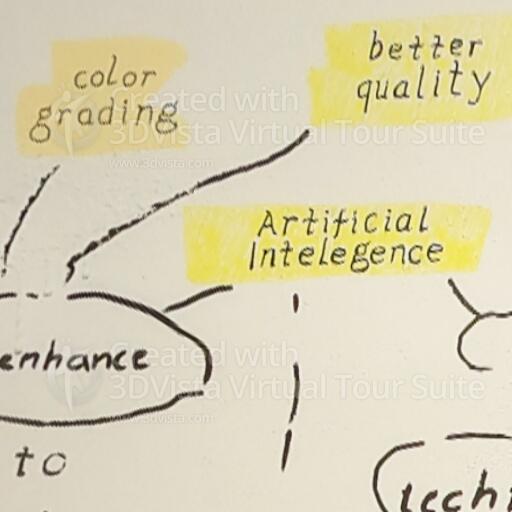 color
grading
better
quality
Created with
3DVista Virtual Tour Suite
www.3dvista.com
Artificial
Intelegence
enhance
Created with
3DVista Virtual Tour Suite
www.3dvista.com
to